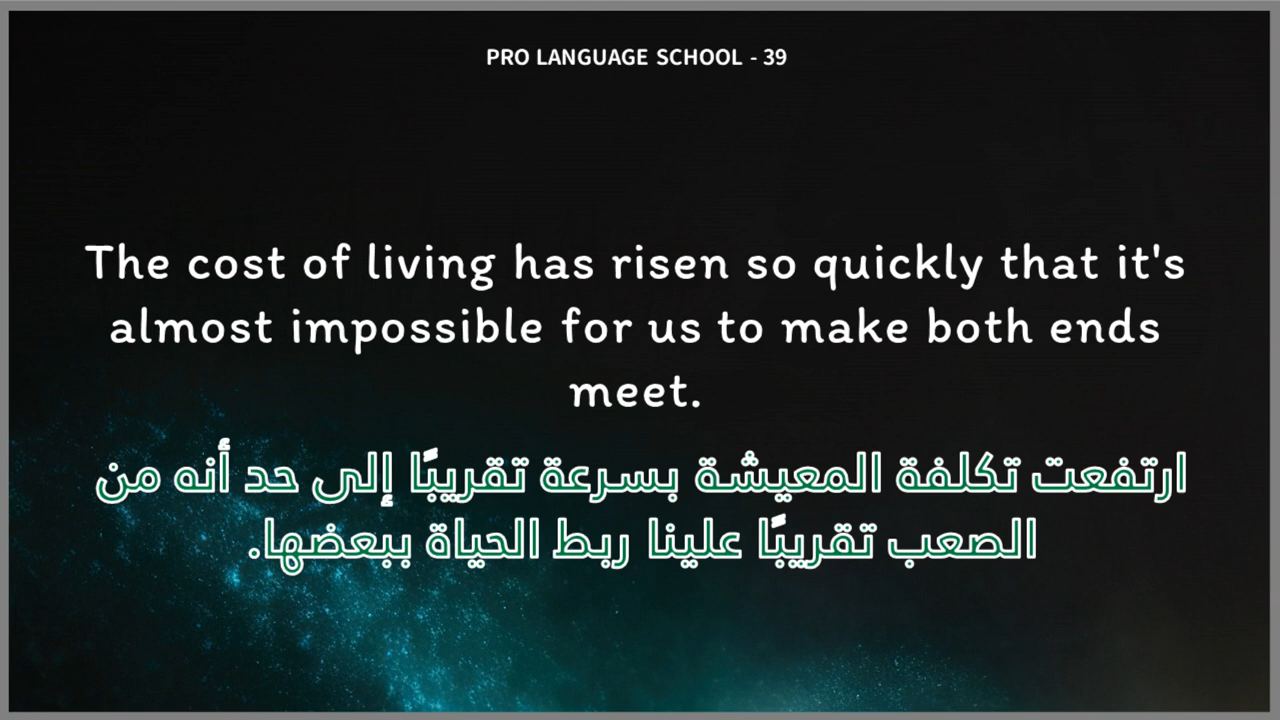 PRO LANGUAGE SCHOOL - 39
The cost of living has risen so quickly that it's
almost impossible for us to make both ends
meet.
ارتفعت تكلفة المعيشة بسرعة تقريبًا إلى حد أنه من
الصعب تقريبًا علينا ربط الحياة ببعضها.